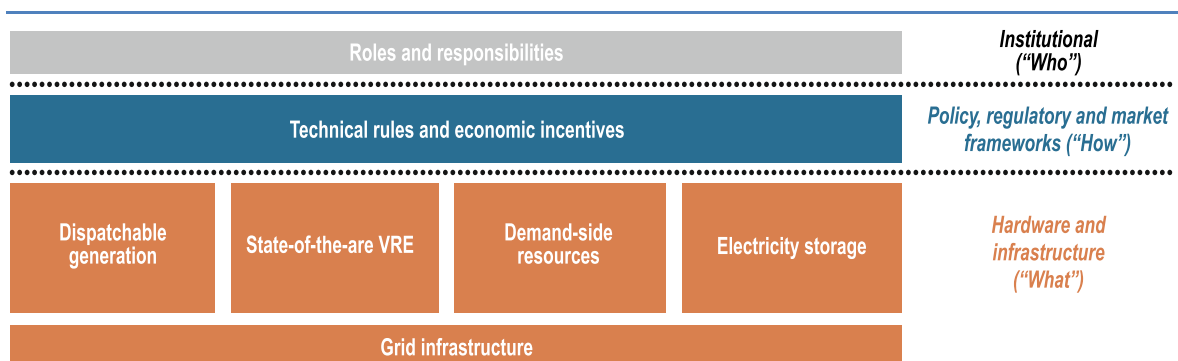 Roles and responsibilities
Institutional
(“Who”)
Technical rules and economic incentives
Policy, regulatory and market
frameworks (“How”)
Dispatchable
generation
State-of-the-are VRE
Demand-side
resources
Electricity storage
Hardware and
infrastructure
(“What”)
Grid infrastructure